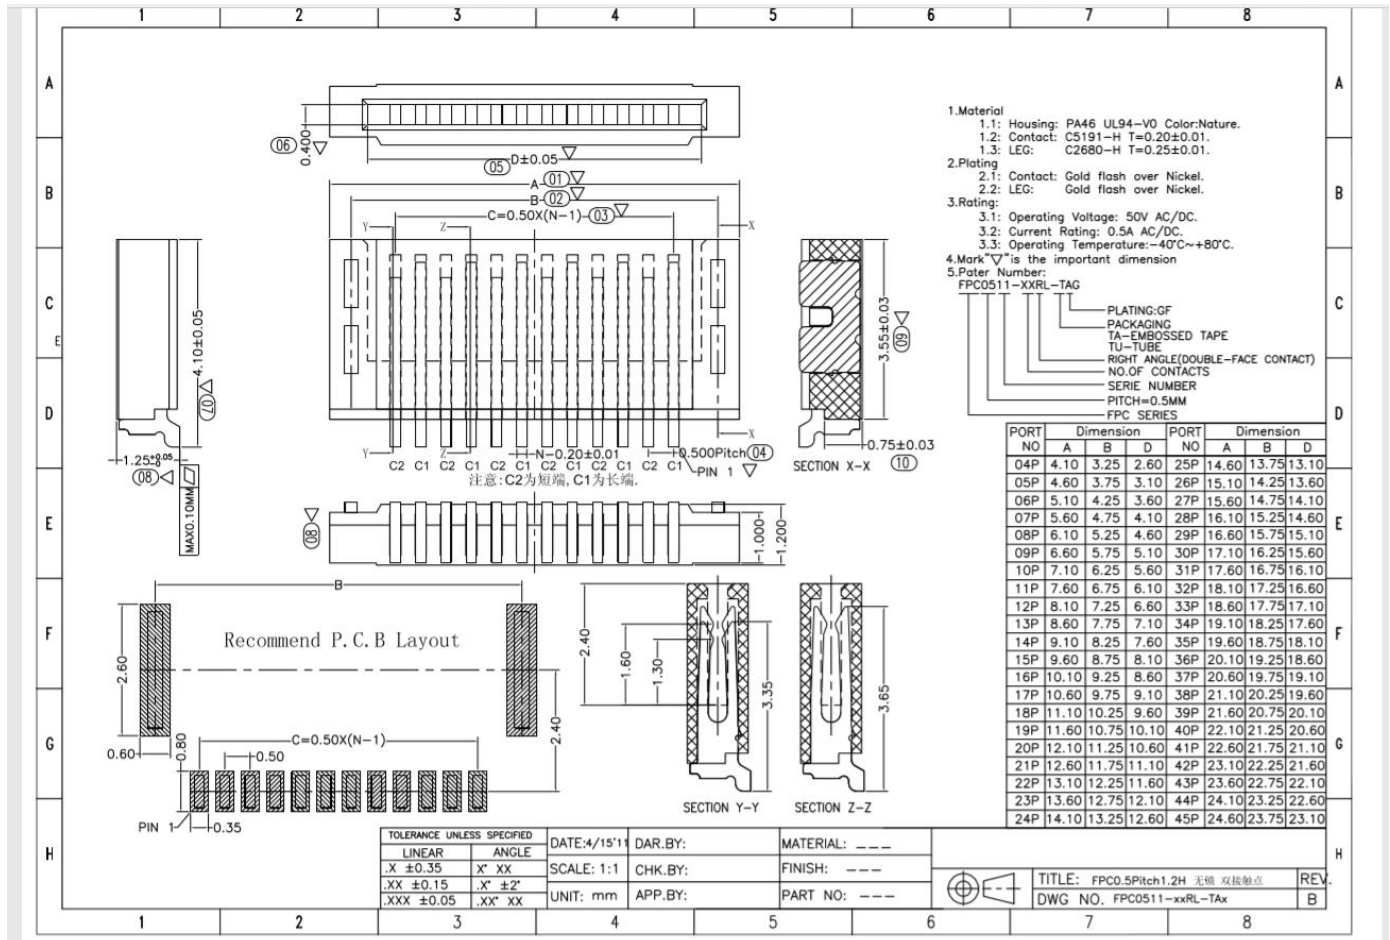 1 2 3 4 5 6 7 8
A
B
C
E
D
E
F
G
H
A
B
C
D
E
F
G
H
0.400
06
D±0.05
05
A 01
B 02
C=0.50X(N-1) 03
Y Z X
4.10±0.05
07
1.25 +0.05 -0
08
MAX0.10MM
Y Z X
C2 C1 C2 C1 C2 C1 C2 C1 C2 C1 C2 C1
N-0.20±0.01
0.500Pitch 04
PIN 1
注意:C2为短端,C1为长端.
3.55±0.03
09
0.75±0.03
10
SECTION X-X
08
1.000
1.200
B
Recommend P.C.B Layout
2.60
0.60
0.80
C=0.50X(N-1)
0.50
2.40
PIN 1
0.35
2.40
1.60
1.30
3.35
3.65
SECTION Y-Y
SECTION Z-Z
1.Material
1.1: Housing: PA46 UL94-V0 Color:Nature.
1.2: Contact: C5191-H T=0.20±0.01.
1.3: LEG: C2680-H T=0.25±0.01.
2.Plating
2.1: Contact: Gold flash over Nickel.
2.2: LEG: Gold flash over Nickel.
3.Rating:
3.1: Operating Voltage: 50V AC/DC.
3.2: Current Rating: 0.5A AC/DC.
3.3: Operating Temperature:-40℃~+80℃.
4.Mark"▽"is the important dimension
5.Pater Number:
FPC0511-XXRL-TAG
PLATING:GF
PACKAGING
TA-EMBOSSED TAPE
TU-TUBE
RIGHT ANGLE(DOUBLE-FACE CONTACT)
NO.OF CONTACTS
SERIE NUMBER
PITCH=0.5MM
FPC SERIES
PORT NO Dimension PORT NO Dimension
A B D A B D
04P 4.10 3.25 2.60 25P 14.60 13.75 13.10
05P 4.60 3.75 3.10 26P 15.10 14.25 13.60
06P 5.10 4.25 3.60 27P 15.60 14.75 14.10
07P 5.60 4.75 4.10 28P 16.10 15.25 14.60
08P 6.10 5.25 4.60 29P 16.60 15.75 15.10
09P 6.60 5.75 5.10 30P 17.10 16.25 15.60
10P 7.10 6.25 5.60 31P 17.60 16.75 16.10
11P 7.60 6.75 6.10 32P 18.10 17.25 16.60
12P 8.10 7.25 6.60 33P 18.60 17.75 17.10
13P 8.60 7.75 7.10 34P 19.10 18.25 17.60
14P 9.10 8.25 7.60 35P 19.60 18.75 18.10
15P 9.60 8.75 8.10 36P 20.10 19.25 18.60
16P 10.10 9.25 8.60 37P 20.60 19.75 19.10
17P 10.60 9.75 9.10 38P 21.10 20.25 19.60
18P 11.10 10.25 9.60 39P 21.60 20.75 20.10
19P 11.60 10.75 10.10 40P 22.10 21.25 20.60
20P 12.10 11.25 10.60 41P 22.60 21.75 21.10
21P 12.60 11.75 11.10 42P 23.10 22.25 21.60
22P 13.10 12.25 11.60 43P 23.60 22.75 22.10
23P 13.60 12.75 12.10 44P 24.10 23.25 22.60
24P 14.10 13.25 12.60 45P 24.60 23.75 23.10
TOLERANCE UNLESS SPECIFIED
LINEAR ANGLE
.X ±0.35 X° XX
.XX ±0.15 .X° ±2°
.XXX ±0.05 .XX° XX
DATE:4/15'11 DAR.BY: MATERIAL: ___
SCALE: 1:1 CHK.BY: FINISH: ___
UNIT: mm APP.BY: PART NO: ___
TITLE: FPC0.5Pitch1.2H 无锁 双接触点 REV.
DWG NO. FPC0511-xxRL-TAx B
1 2 3 4 5 6 7 8